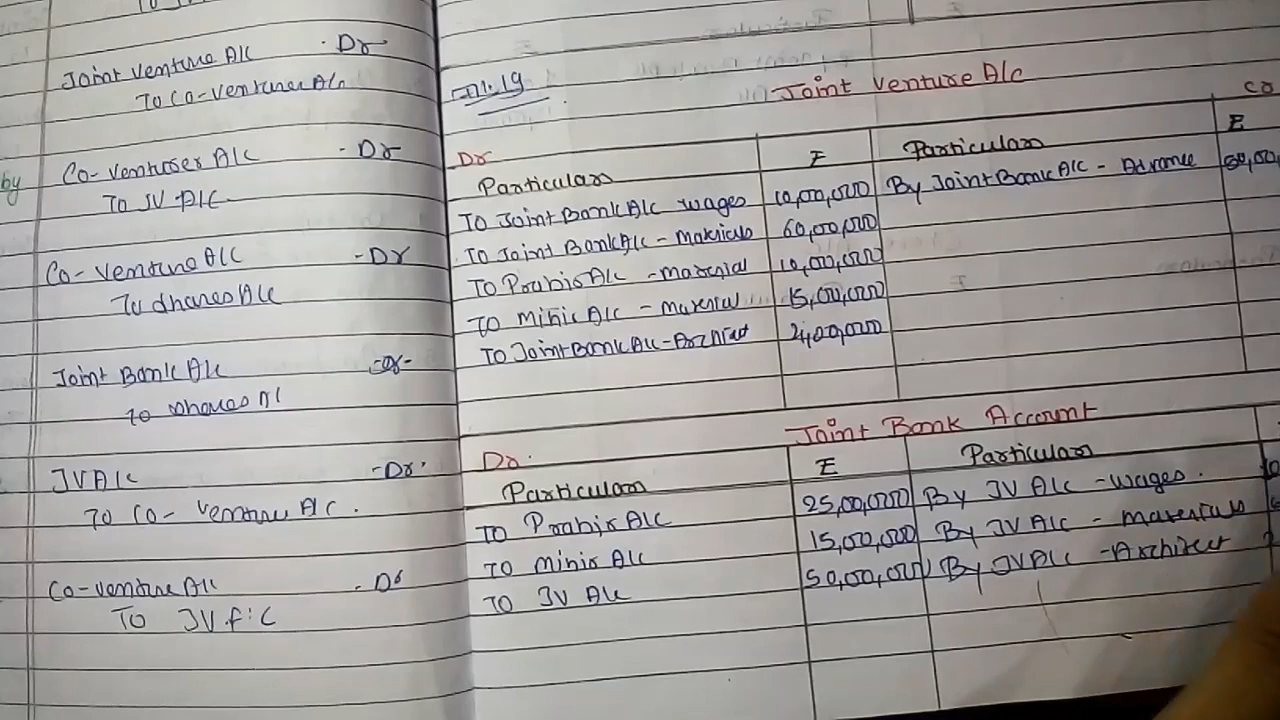 Joint Venture A/c - Dr
To Co-Venturer A/c
by
Co-Venturer A/c - Dr
To JV A/c
Co-Venture A/c - Dr
To Shares A/c
Joint Bank A/c - Dr
To Shares A/c
JV A/c - Dr
To Co-Venture A/c.
Co-Venture A/c - Dr
To JV A/c
19
Joint Venture A/c
Dr
Particulars ₹ Particulars ₹
To Joint Bank A/c wages 10,00,000 By Joint Bank A/c - Advance
To Joint Bank A/c - Materials 60,00,000
To Prabir A/c - material 10,00,000
To Mihir A/c - material 15,00,000
To Joint Bank A/c - Architect 2,00,000
Joint Bank Account
Dr.
Particulars ₹ Particulars
To Prabir A/c 25,00,000 By JV A/c - wages.
To Mihir A/c 15,00,000 By JV A/c - Materials
To JV A/c 50,00,000 By JV A/c - Architect